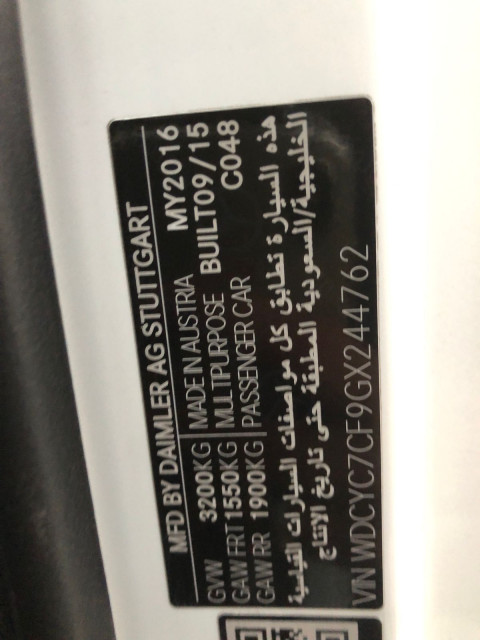 MFD BY DAIMLER AG STUTTGART
GVW 3200KG MADE IN AUSTRIA MY2016
GAW FRT 1550KG MULTIPURPOSE BUILT09/15
GAW RR 1900KG PASSENGER CAR C048
هذه السيارة تطابق كل مواصفات السيارات القياسية
الخليجية/السعودية المطبقة حتى تاريخ الانتاج
VIN WDCYC7CF9GX244762